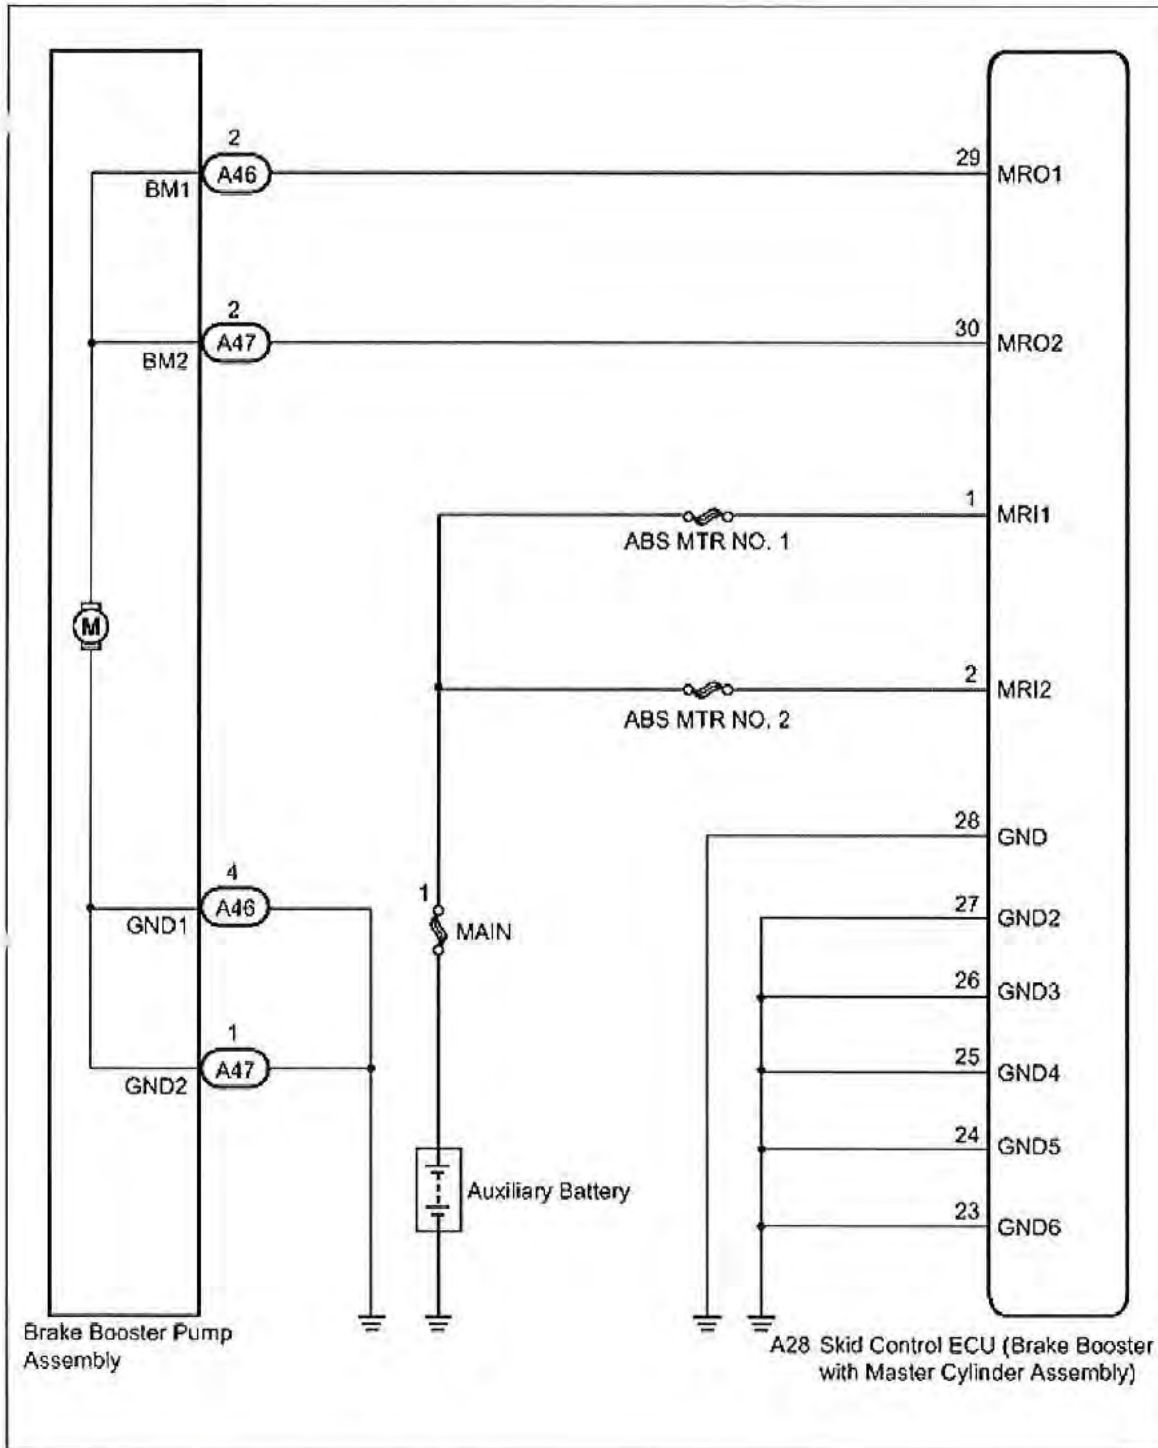 2
A46
BM1
29
MRO1
2
A47
BM2
30
MRO2
1
MRI1
ABS MTR NO. 1
2
MRI2
ABS MTR NO. 2
M
28
GND
4
A46
GND1
1
MAIN
27
GND2
26
GND3
1
A47
GND2
25
GND4
24
GND5
Auxiliary Battery
23
GND6
Brake Booster Pump
Assembly
A28 Skid Control ECU (Brake Booster
with Master Cylinder Assembly)